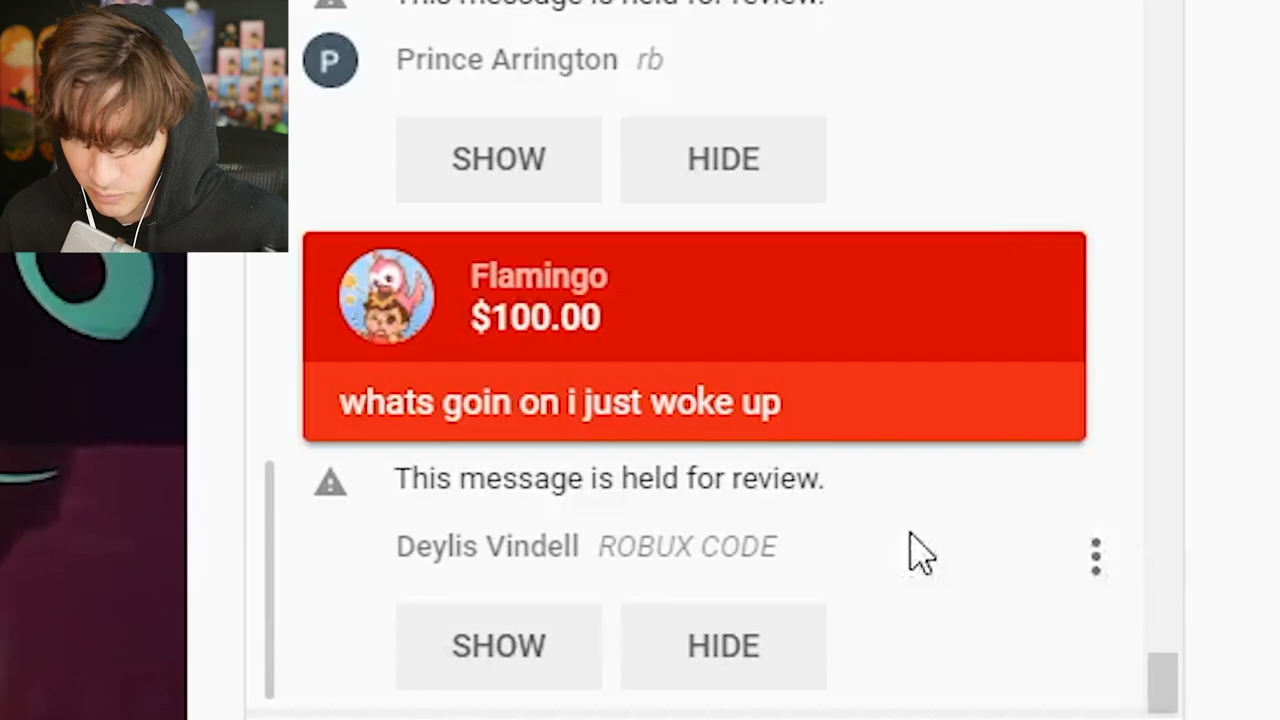 This message is held for review.
P
Prince Arrington rb
SHOW HIDE
Flamingo
$100.00
whats goin on i just woke up
This message is held for review.
Deylis Vindell ROBUX CODE
SHOW HIDE